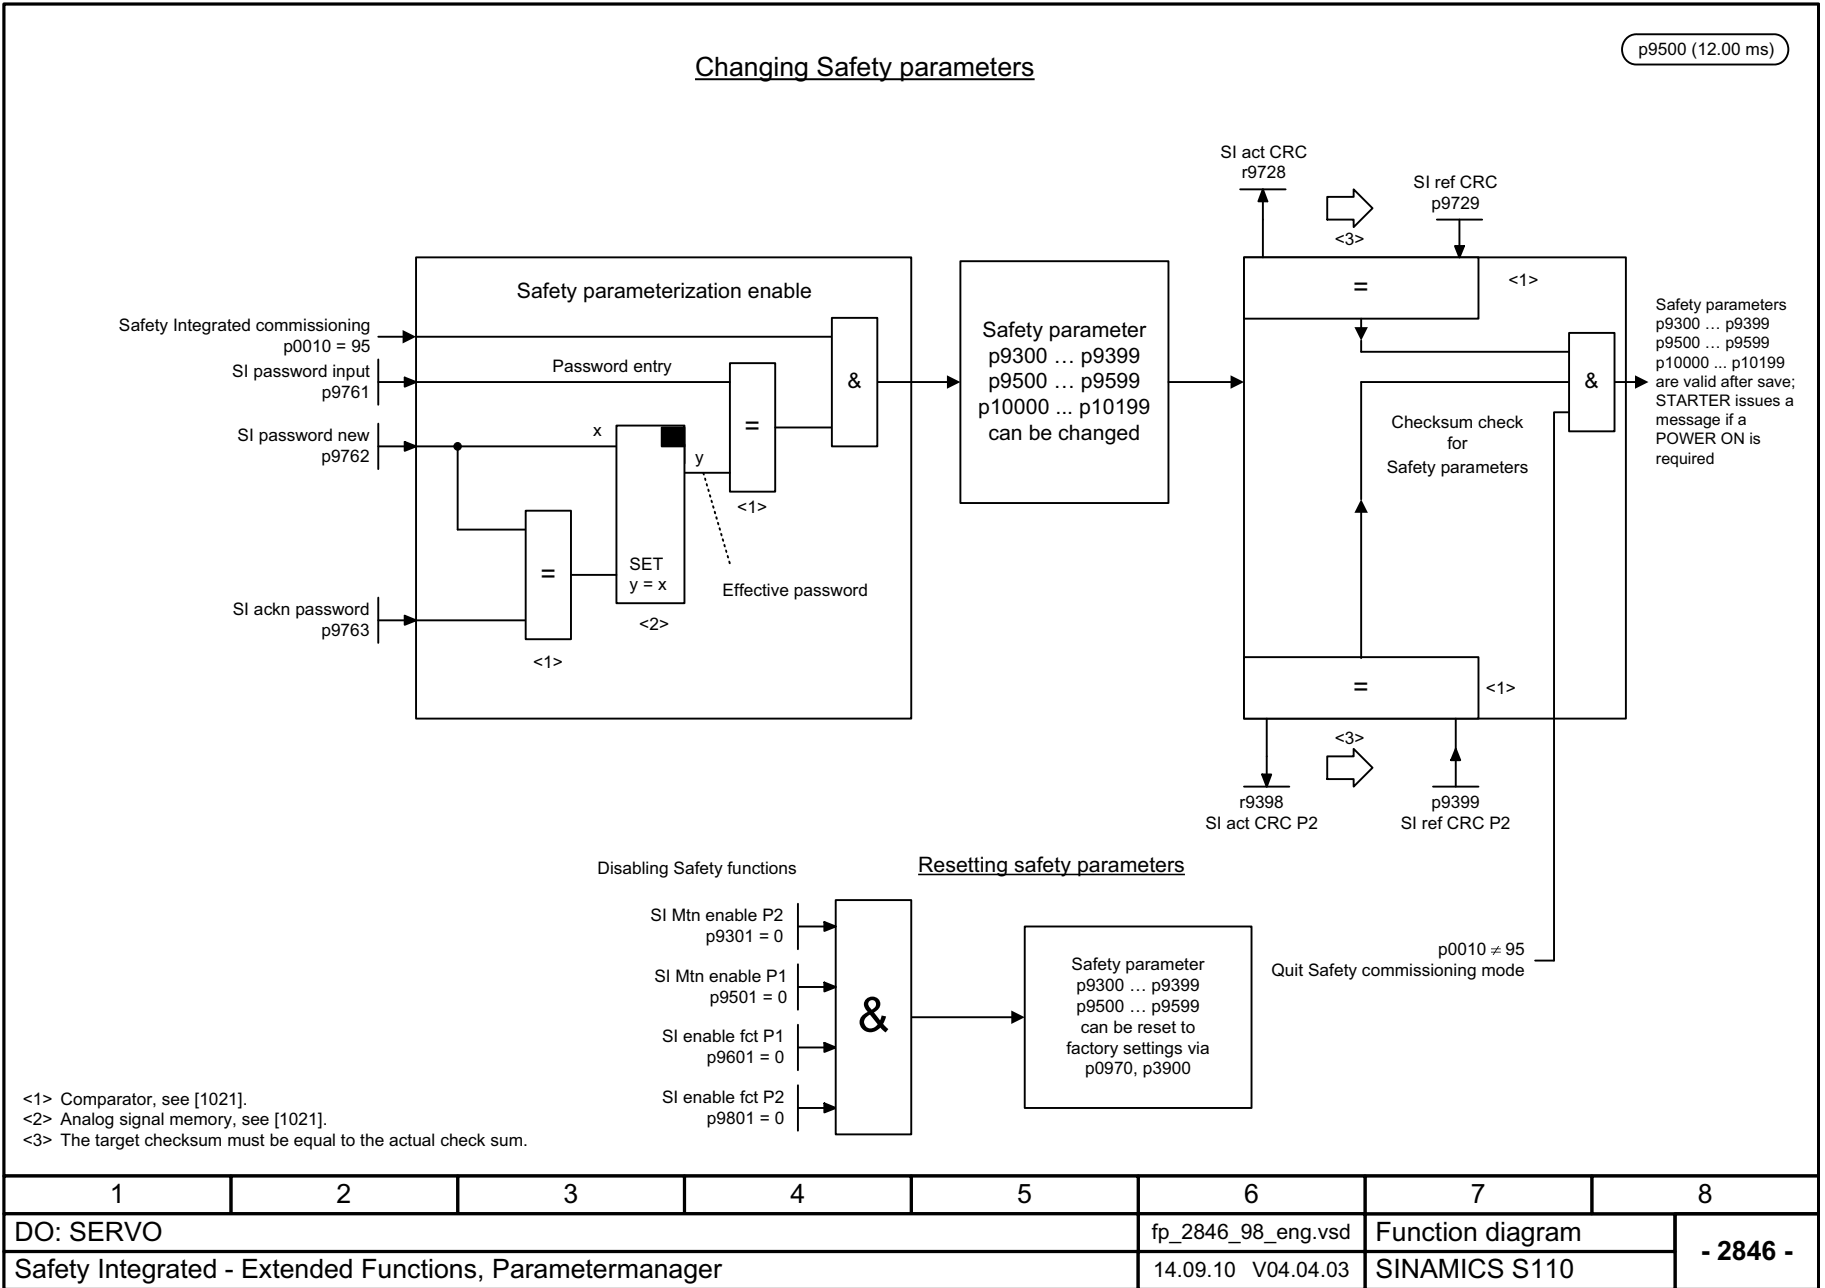 p9500 (12.00 ms)
Changing Safety parameters
SI act CRC
r9728
SI ref CRC
p9729
<3>
Safety parameterization enable
Safety Integrated commissioning
p0010 = 95
SI password input
p9761
Password entry
SI password new
p9762
x
y
=
&
<1>
=
SET
y = x
Effective password
<2>
SI ackn password
p9763
<1>
Safety parameter
p9300 … p9399
p9500 … p9599
p10000 ... p10199
can be changed
=
<1>
&
Checksum check
for
Safety parameters
Safety parameters
p9300 … p9399
p9500 … p9599
p10000 ... p10199
are valid after save;
STARTER issues a
message if a
POWER ON is
required
=
<1>
<3>
r9398
SI act CRC P2
p9399
SI ref CRC P2
Disabling Safety functions
Resetting safety parameters
SI Mtn enable P2
p9301 = 0
SI Mtn enable P1
p9501 = 0
SI enable fct P1
p9601 = 0
SI enable fct P2
p9801 = 0
&
Safety parameter
p9300 … p9399
p9500 … p9599
can be reset to
factory settings via
p0970, p3900
p0010 ≠ 95
Quit Safety commissioning mode
<1> Comparator, see [1021].
<2> Analog signal memory, see [1021].
<3> The target checksum must be equal to the actual check sum.
1 2 3 4 5 6 7 8
DO: SERVO
fp_2846_98_eng.vsd
Function diagram
- 2846 -
Safety Integrated - Extended Functions, Parametermanager
14.09.10 V04.04.03
SINAMICS S110